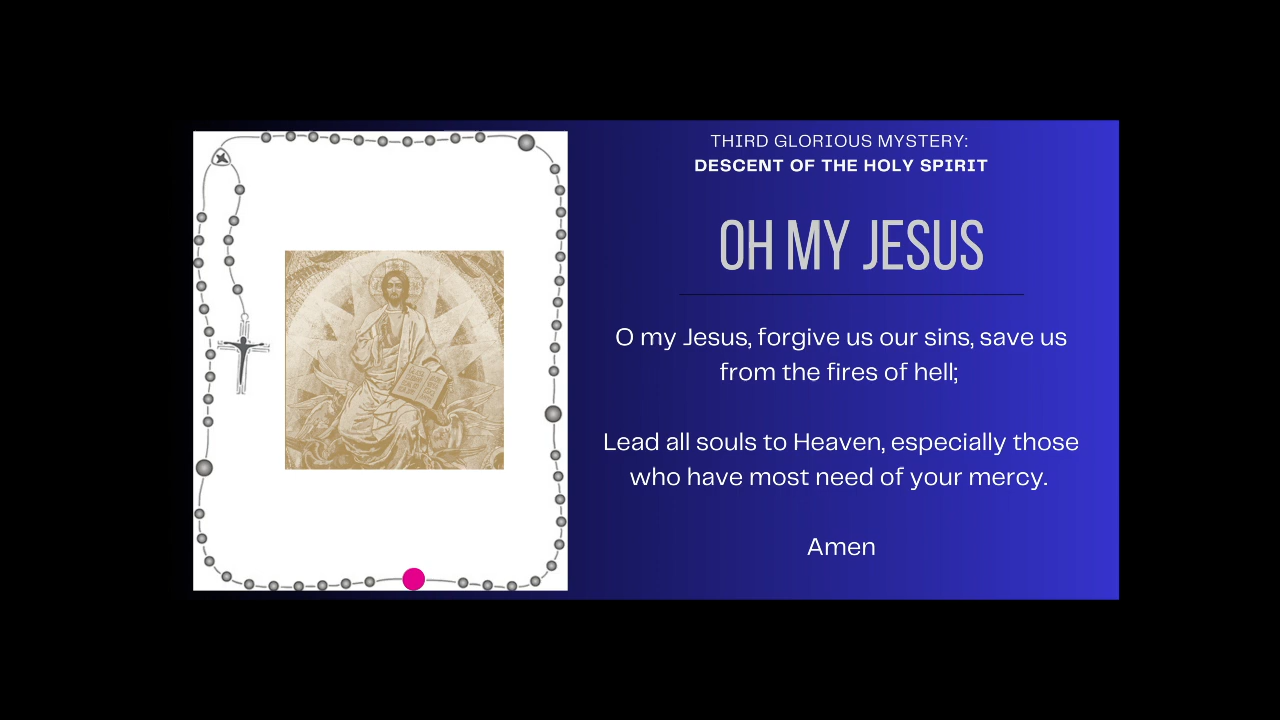 THIRD GLORIOUS MYSTERY:
DESCENT OF THE HOLY SPIRIT
OH MY JESUS
O my Jesus, forgive us our sins, save us
from the fires of hell;
Lead all souls to Heaven, especially those
who have most need of your mercy.
Amen